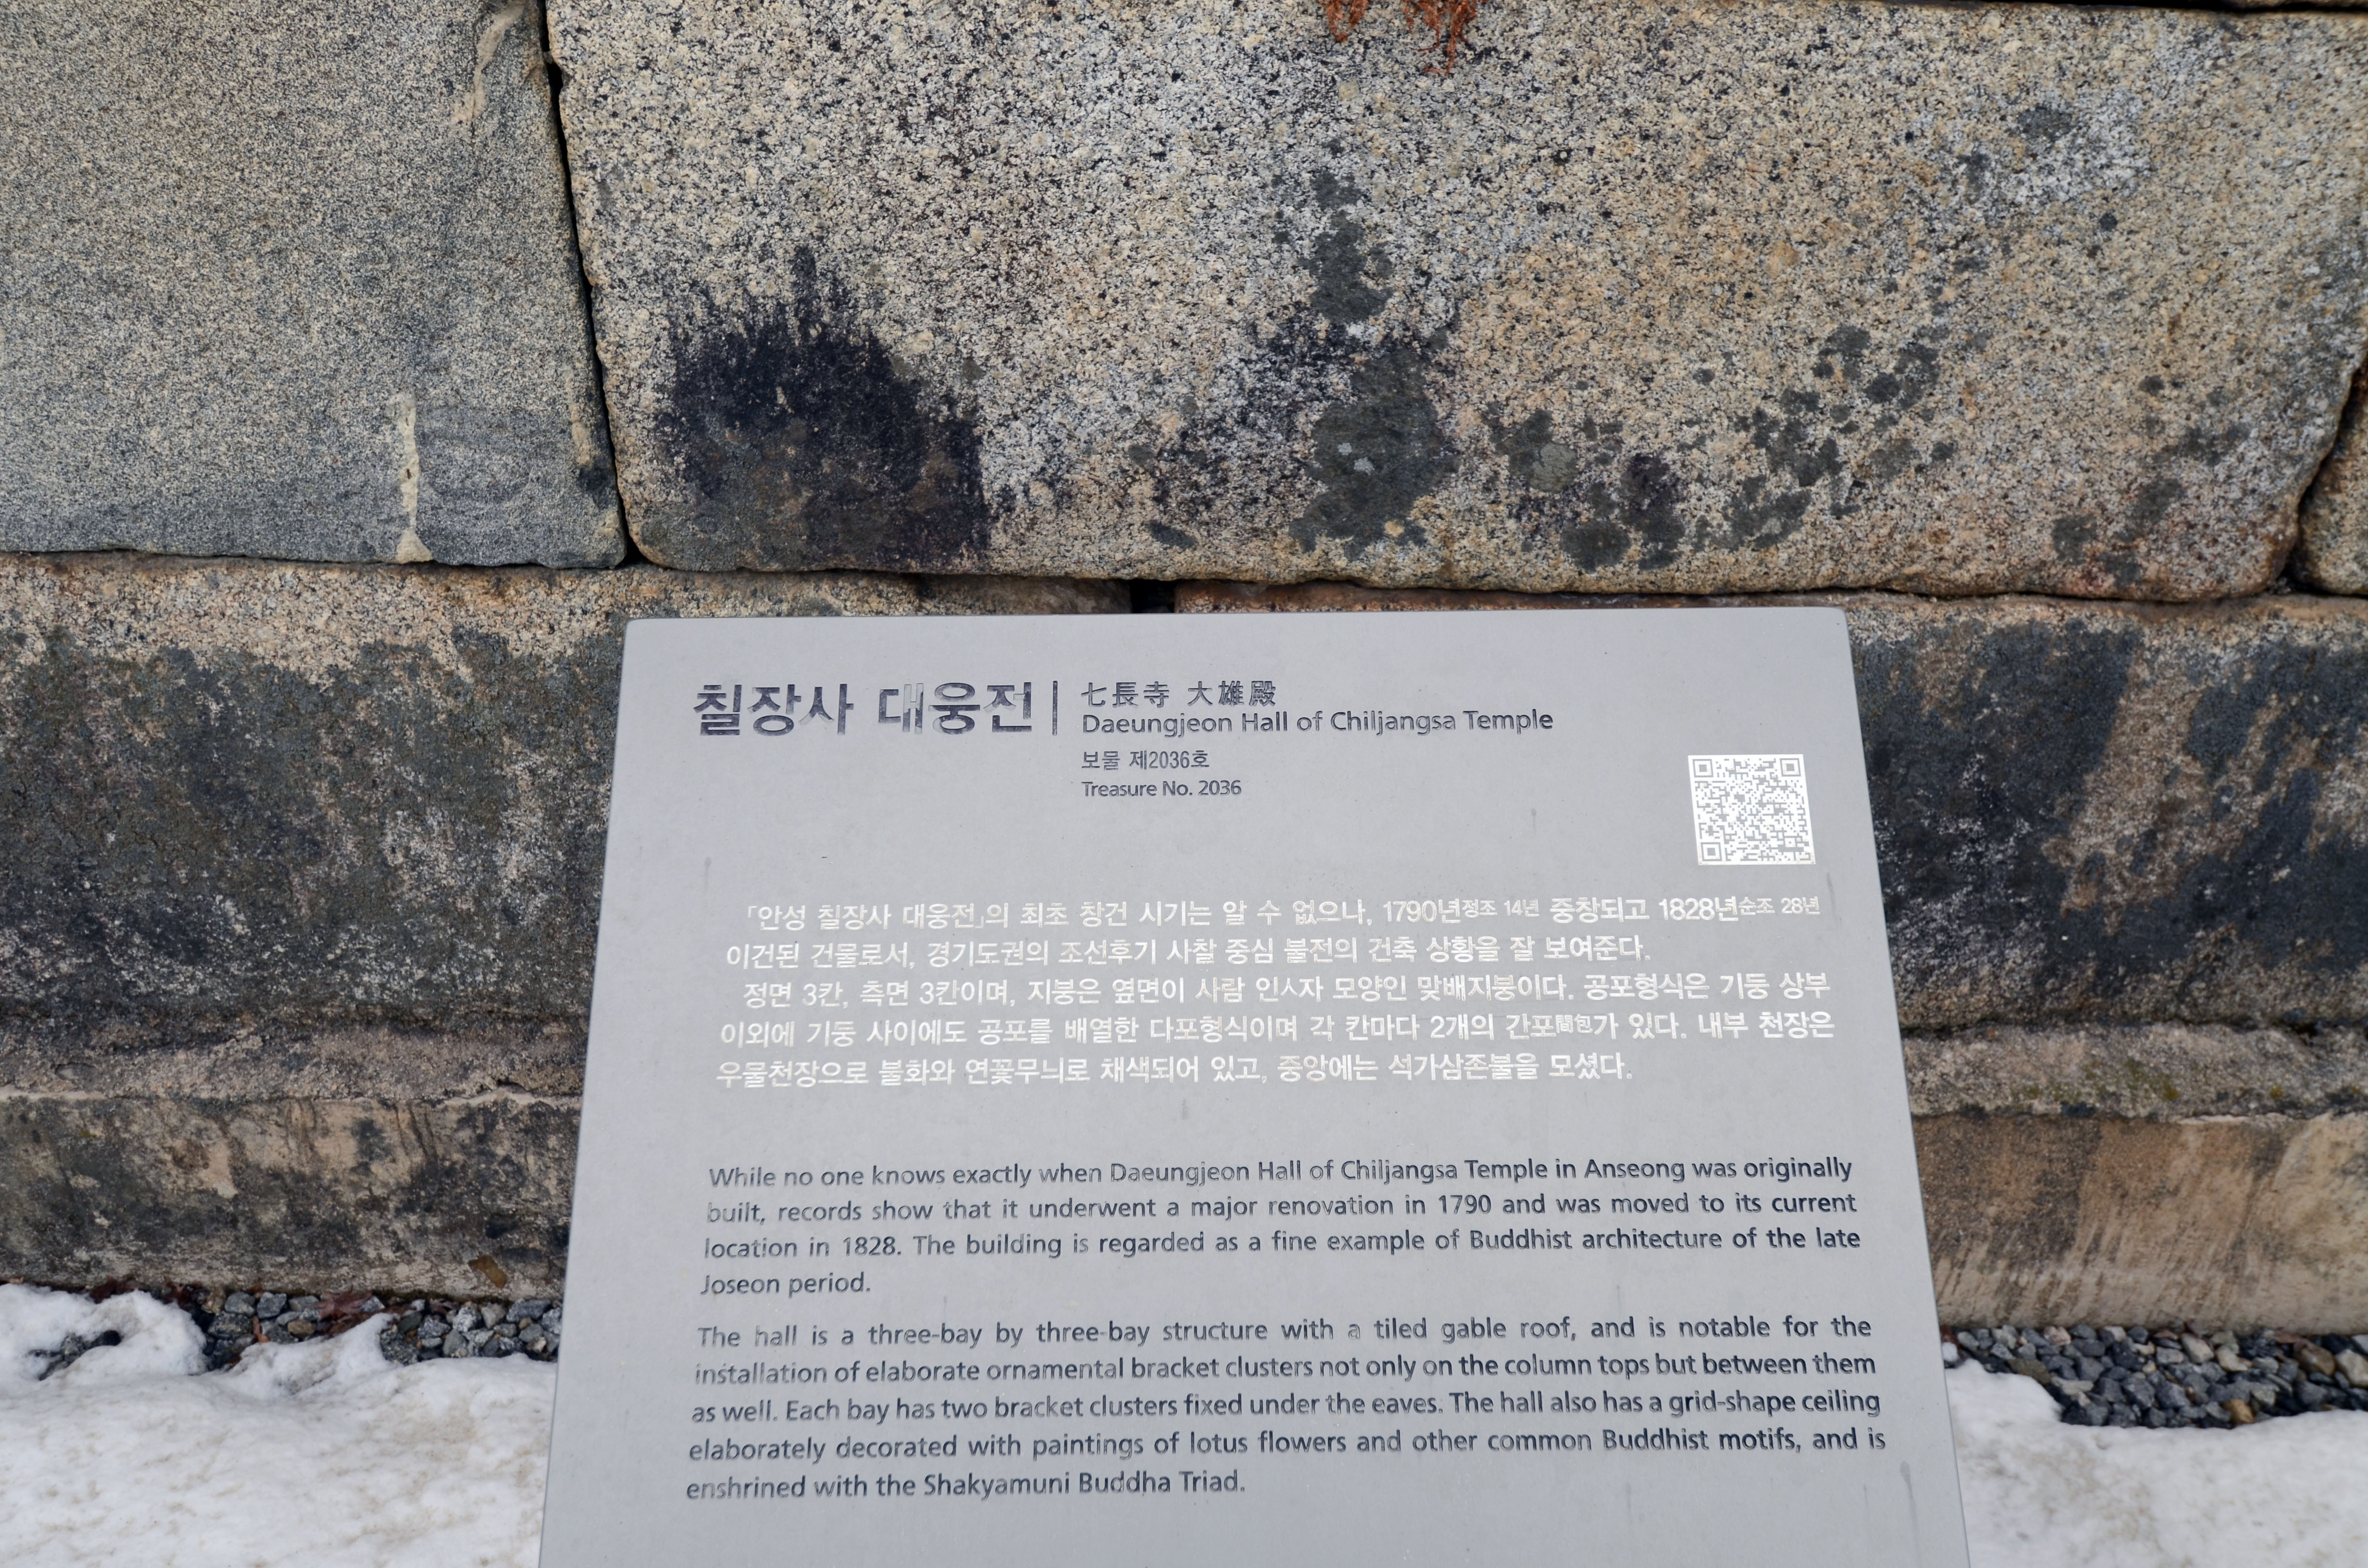 칠장사 대웅전
七長寺 大雄殿
Daeungjeon Hall of Chiljangsa Temple
보물 제2036호
Treasure No. 2036
「안성 칠장사 대웅전」의 최초 창건 시기는 알 수 없으나, 1790년정조 14년 중창되고 1828년순조 28년
이건된 건물로서, 경기도권의 조선후기 사찰 중심 불전의 건축 상황을 잘 보여준다.
정면 3칸, 측면 3칸이며, 지붕은 옆면이 사람 인ㅅ자 모양인 맞배지붕이다. 공포형식은 기둥 상부
이외에 기둥 사이에도 공포를 배열한 다포형식이며 각 칸마다 2개의 간포間包가 있다. 내부 천장은
우물천장으로 불화와 연꽃무늬로 채색되어 있고, 중앙에는 석가삼존불을 모셨다.
While no one knows exactly when Daeungjeon Hall of Chiljangsa Temple in Anseong was originally
built, records show that it underwent a major renovation in 1790 and was moved to its current
location in 1828. The building is regarded as a fine example of Buddhist architecture of the late
Joseon period.
The hall is a three-bay by three-bay structure with a tiled gable roof, and is notable for the
installation of elaborate ornamental bracket clusters not only on the column tops but between them
as well. Each bay has two bracket clusters fixed under the eaves. The hall also has a grid-shape ceiling
elaborately decorated with paintings of lotus flowers and other common Buddhist motifs, and is
enshrined with the Shakyamuni Buddha Triad.